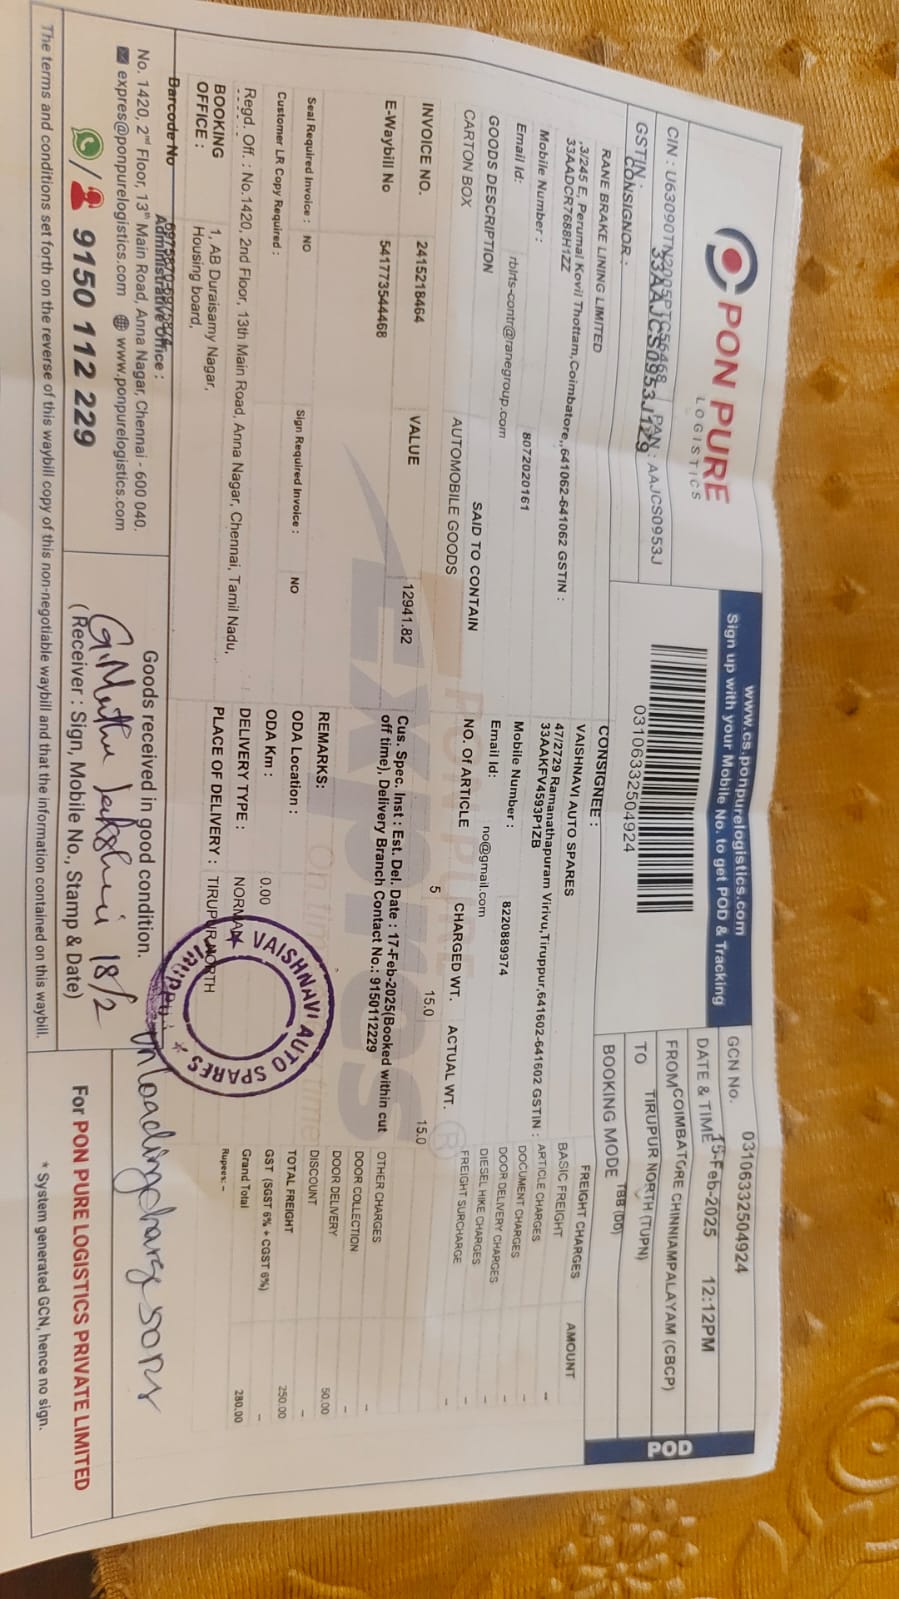 PON PURE
LOGISTICS
www.cs.ponpurelogistics.com
Sign up with your Mobile No. to get POD & Tracking
CIN : U63090TN2005PTC56468 PAN : AAJCS0953J
GSTIN : 33AAJCS0953J1Z9
03106332504924
GCN No. 03106332504924
DATE & TIME 15-Feb-2025 12:12PM
FROM COIMBATORE CHINNIAMPALAYAM (CBCP)
TO TIRUPUR NORTH (TUPN)
BOOKING MODE TBB (DD)
POD
CONSIGNOR :
RANE BRAKE LINING LIMITED
,3/245 E, Perumal Kovil Thottam,Coimbatore,,641062-641062 GSTIN :
33AADCR7688H1ZZ
Mobile Number : 8072020161
Email Id: rblrts-contr@ranegroup.com
CONSIGNEE :
VAISHNAVI AUTO SPARES
47/2729 Ramanathapuram Virivu,Tiruppur,641602-641602 GSTIN :
33AAKFV4593P1ZB
Mobile Number : 8220889974
Email Id: no@gmail.com
GOODS DESCRIPTION SAID TO CONTAIN
CARTON BOX AUTOMOBILE GOODS
NO. Of ARTICLE CHARGED WT. ACTUAL WT.
5 15.0 15.0
INVOICE NO. 2415218464 VALUE 12941.82
E-Waybill No 541773544468
Cus. Spec. Inst : Est. Del. Date : 17-Feb-2025(Booked within cut
off time), Delivery Branch Contact No.: 9150112229
Seal Required Invoice : NO Sign Required Invoice : NO
Customer LR Copy Required :
REMARKS:
ODA Location :
ODA Km : 0.00
DELIVERY TYPE : NORMAL
PLACE OF DELIVERY : TIRUPUR NORTH
Regd. Off. : No.1420, 2nd Floor, 13th Main Road, Anna Nagar, Chennai, Tamil Nadu,
BOOKING
OFFICE : 1, AB Duraisamy Nagar,
Housing board,
FREIGHT CHARGES AMOUNT
BASIC FREIGHT --
ARTICLE CHARGES --
DOCUMENT CHARGES --
DOOR DELIVERY CHARGES --
DIESEL HIKE CHARGES --
FREIGHT SURCHARGE --
OTHER CHARGES
DOOR COLLECTION --
DOOR DELIVERY --
DISCOUNT 50.00
TOTAL FREIGHT --
GST (SGST 6% + CGST 6%) 250.00
Grand Total --
Rupees: -- 280.00
PON PURE
Expres
On time
VAISHNAVI AUTO SPARES
TIRUPUR
Barcode No 6975870-6975874
Administrative Office :
No. 1420, 2nd Floor, 13th Main Road, Anna Nagar, Chennai - 600 040.
expres@ponpurelogistics.com www.ponpurelogistics.com
9150 112 229
Goods received in good condition.
G. Muthu 18/2
( Receiver : Sign, Mobile No., Stamp & Date)
Unloading charge 50Rs
For PON PURE LOGISTICS PRIVATE LIMITED
* System generated GCN, hence no sign.
The terms and conditions set forth on the reverse of this waybill copy of this non-negotiable waybill and that the information contained on this waybill.